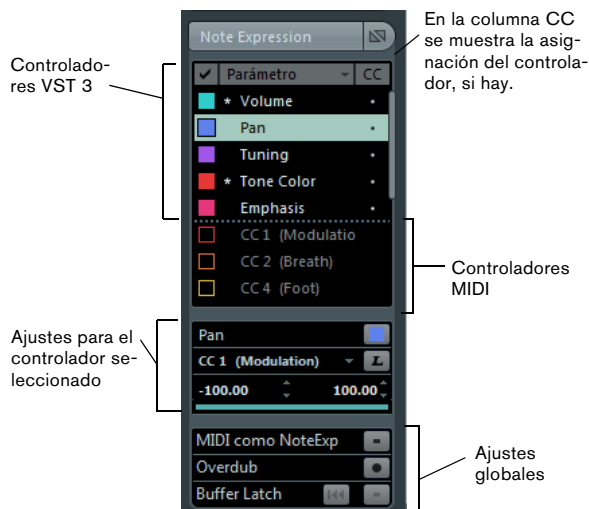 Note Expression
En la columna CC
se muestra la asig-
nación del controla-
dor, si hay.
Controlado-
res VST 3
Parámetro CC
* Volume
Pan
Tuning
* Tone Color
Emphasis
CC 1 (Modulatio
CC 2 (Breath)
CC 4 (Foot)
Controladores
MIDI
Ajustes para el
controlador se-
leccionado
Pan
CC 1 (Modulation) L
-100.00 100.00
MIDI como NoteExp
Overdub
Buffer Latch
Ajustes
globales